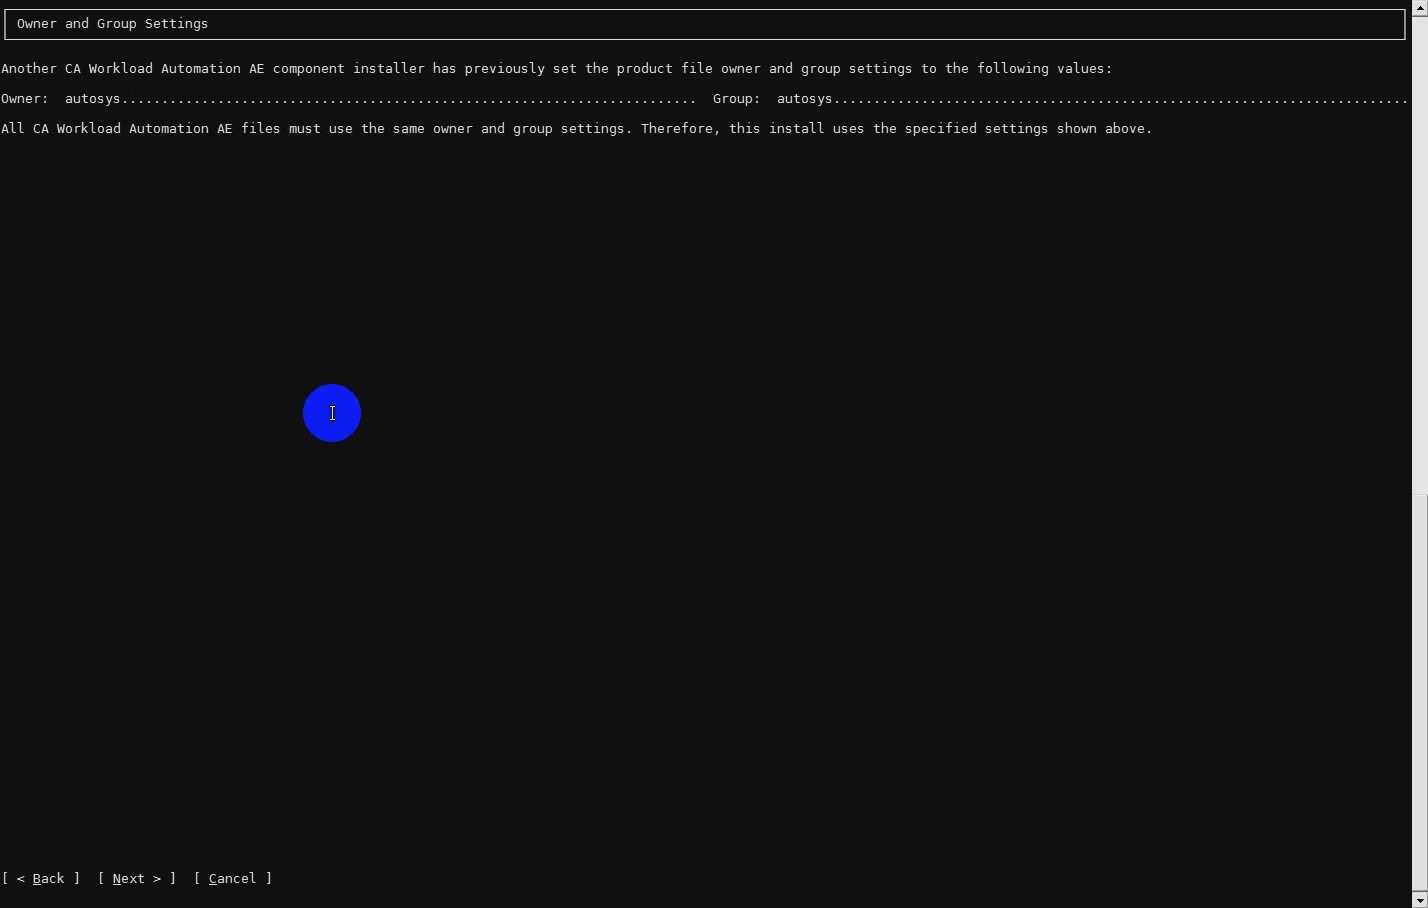 Owner and Group Settings
Another CA Workload Automation AE component installer has previously set the product file owner and group settings to the following values:
Owner:  autosys........................................................................  Group:  autosys........................................................................
All CA Workload Automation AE files must use the same owner and group settings. Therefore, this install uses the specified settings shown above.
[ < Back ]  [ Next > ]  [ Cancel ]